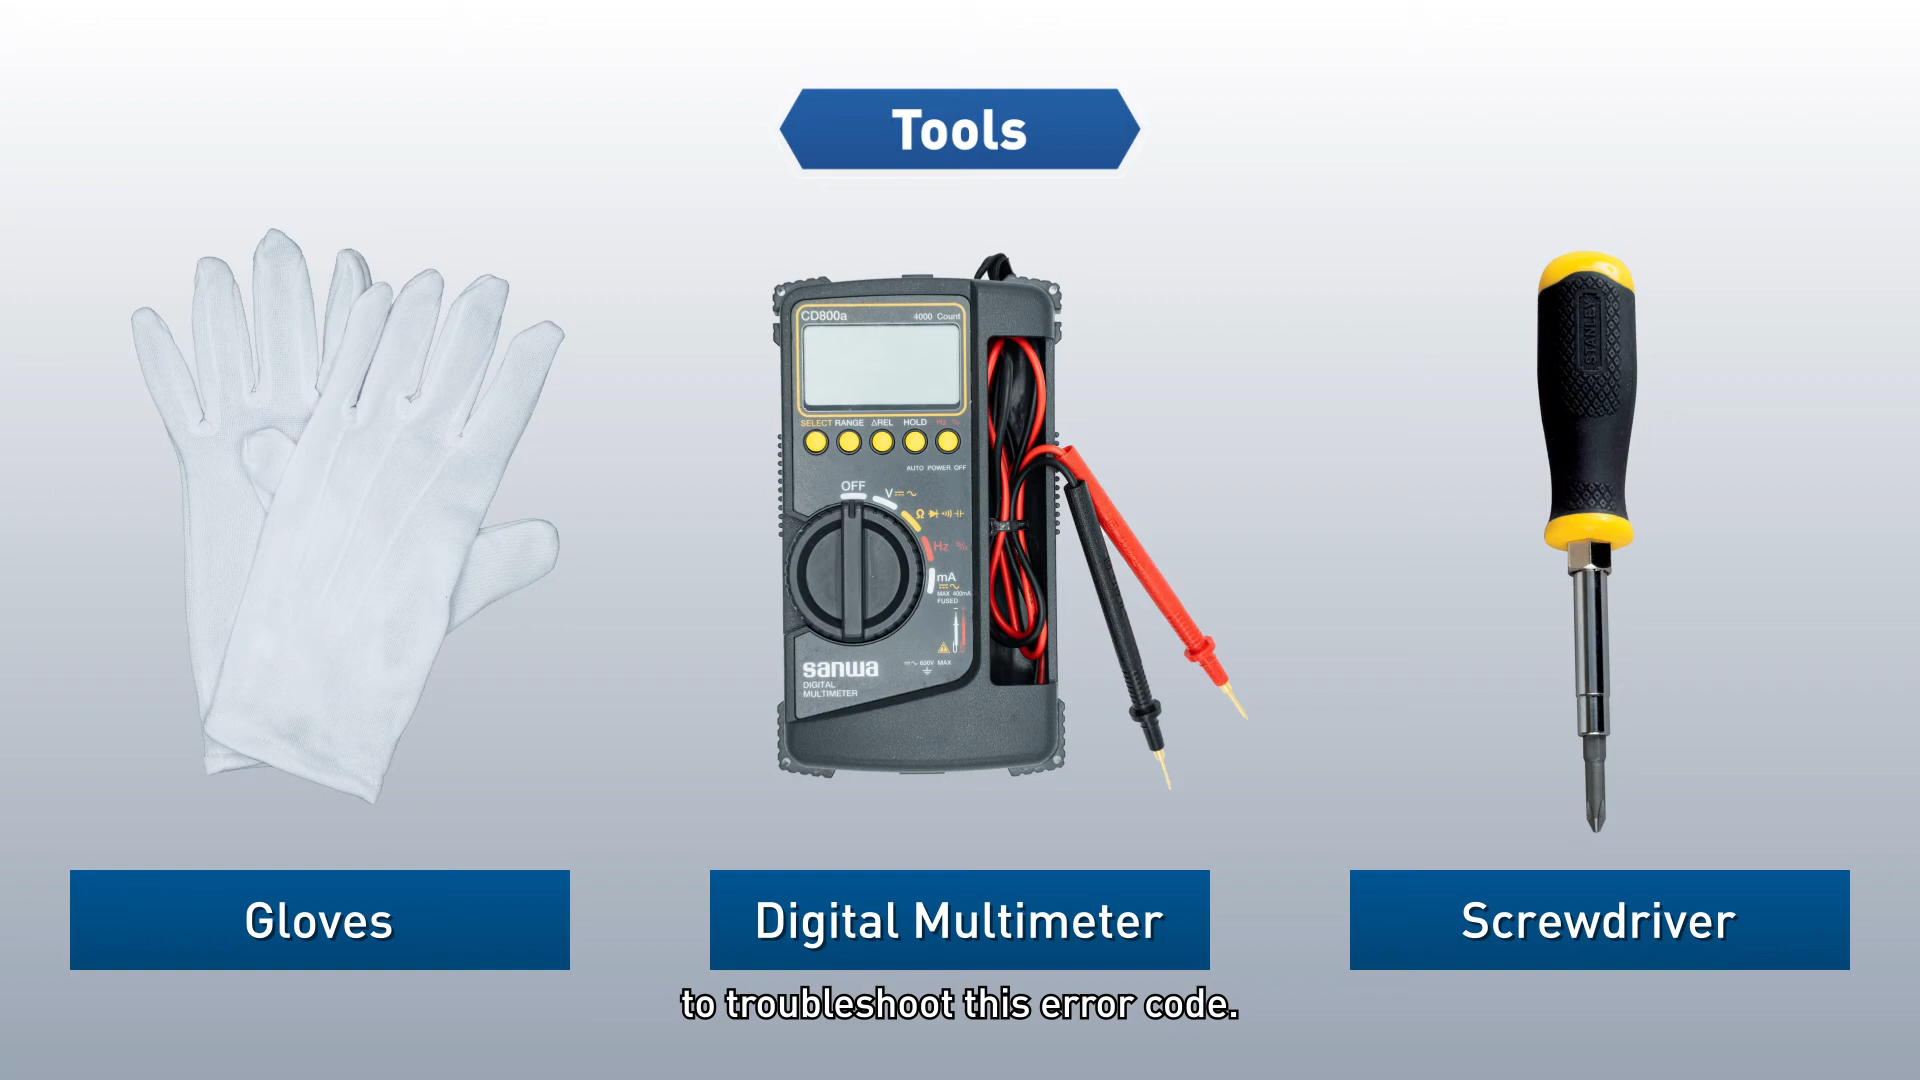 Tools
CD800a
4000 Count
SELECT RANGE ΔREL HOLD Hz %
AUTO POWER OFF
OFF
V
Ω
Hz
mA
MAX 400mA
FUSED
sanwa
600V MAX
DIGITAL
MULTIMETER
STANLEY
Gloves
Digital Multimeter
Screwdriver
to troubleshoot this error code.